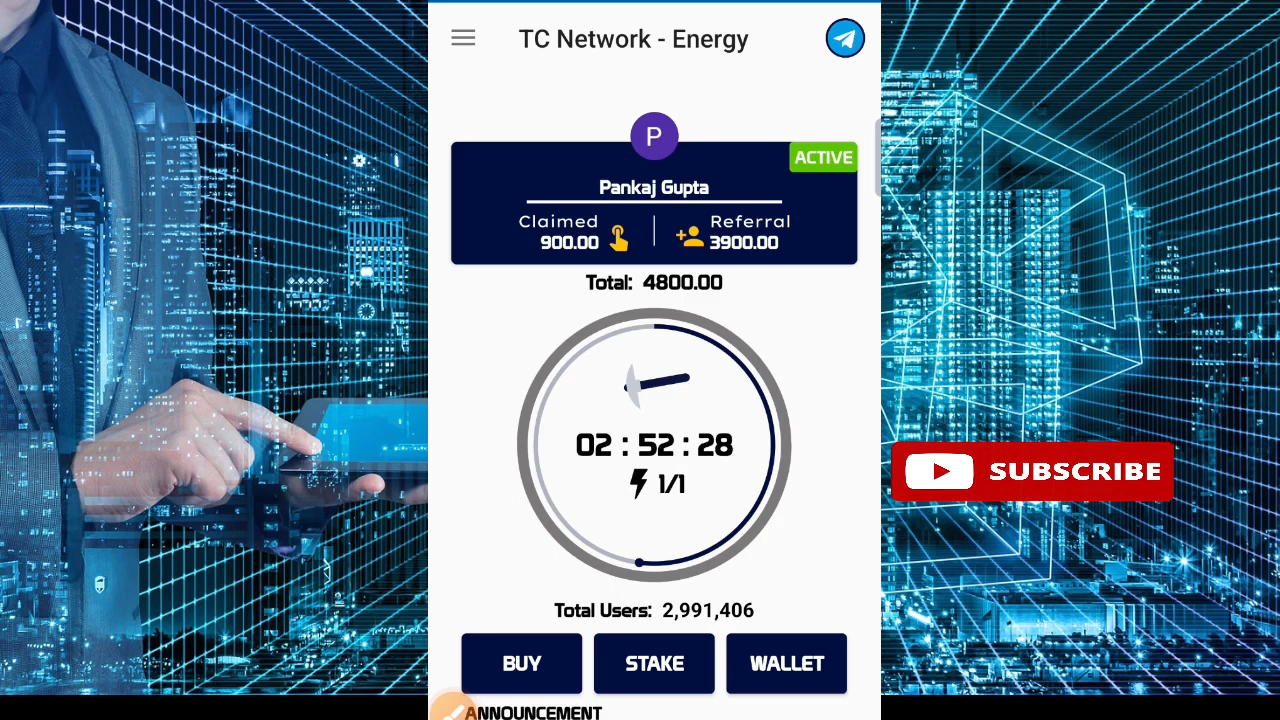 TC Network - Energy
P
ACTIVE
Pankaj Gupta
Claimed
900.00
Referral
3900.00
Total: 4800.00
02 : 52 : 28
1/1
Total Users: 2,991,406
BUY
STAKE
WALLET
ANNOUNCEMENT
SUBSCRIBE